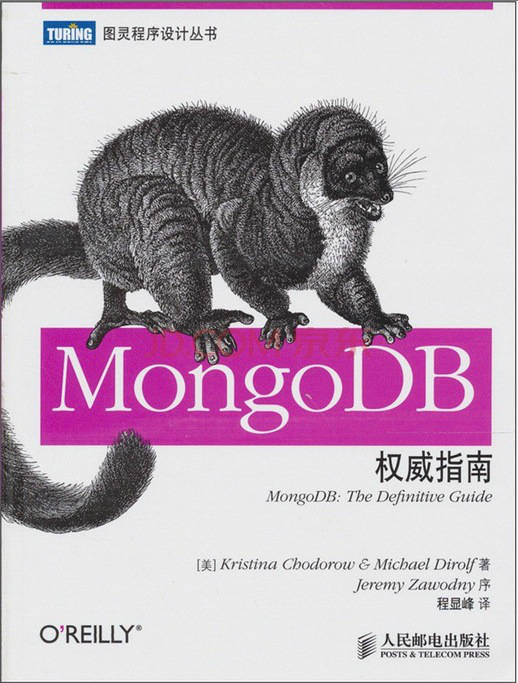 TURING 图灵程序设计丛书
MongoDB
权威指南
MongoDB: The Definitive Guide
[美] Kristina Chodorow & Michael Dirolf 著
Jeremy Zawodny 序
程显峰 译
O'REILLY®
人民邮电出版社
POSTS & TELECOM PRESS